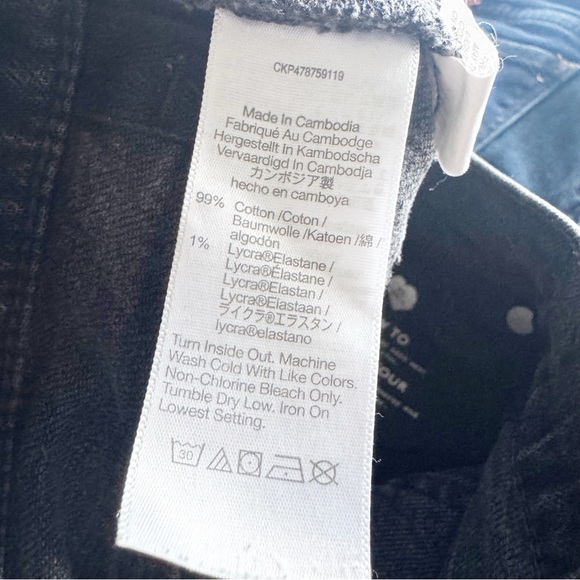 CKP478759119
Made In Cambodia
Fabriqué Au Cambodge
Hergestellt In Kambodscha
Vervaardigd In Cambodja
カンボジア製
hecho en camboya
99% Cotton /Coton /
Baumwolle /Katoen /綿 /
algodón
1% Lycra®Elastane /
Lycra®Élastane /
Lycra®Elastan /
Lycra®Elastaan /
ライクラ®エラスタン /
lycra®elastano
Turn Inside Out. Machine
Wash Cold With Like Colors.
Non-Chlorine Bleach Only.
Tumble Dry Low. Iron On
Lowest Setting.
30
TO
OUR